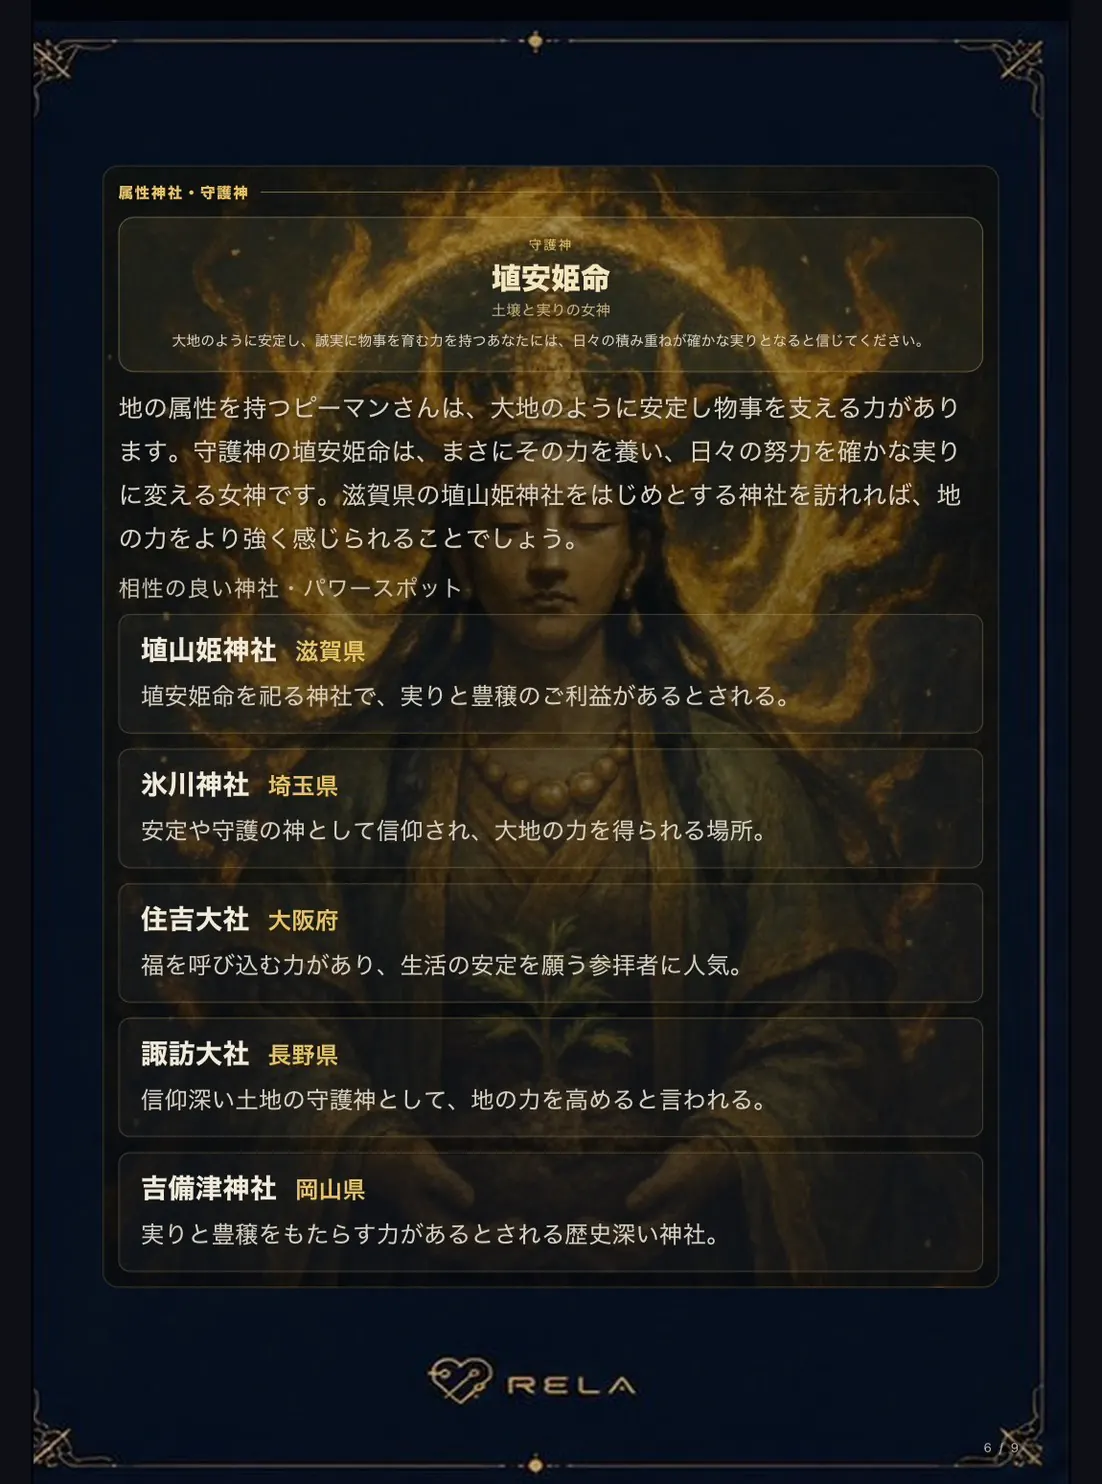 属性神社・守護神
守護神
埴安姫命
土壌と実りの女神
大地のように安定し、誠実に物事を育む力を持つあなたには、日々の積み重ねが確かな実りとなると信じてください。
地の属性を持つピーマンさんは、大地のように安定し物事を支える力があり
ます。守護神の埴安姫命は、まさにその力を養い、日々の努力を確かな実り
に変える女神です。滋賀県の埴山姫神社をはじめとする神社を訪れれば、地
の力をより強く感じられることでしょう。
相性の良い神社・パワースポット
埴山姫神社 滋賀県
埴安姫命を祀る神社で、実りと豊穣のご利益があるとされる。
氷川神社 埼玉県
安定や守護の神として信仰され、大地の力を得られる場所。
住吉大社 大阪府
福を呼び込む力があり、生活の安定を願う参拝者に人気。
諏訪大社 長野県
信仰深い土地の守護神として、地の力を高めると言われる。
吉備津神社 岡山県
実りと豊穣をもたらす力があるとされる歴史深い神社。
RELA
6 / 9